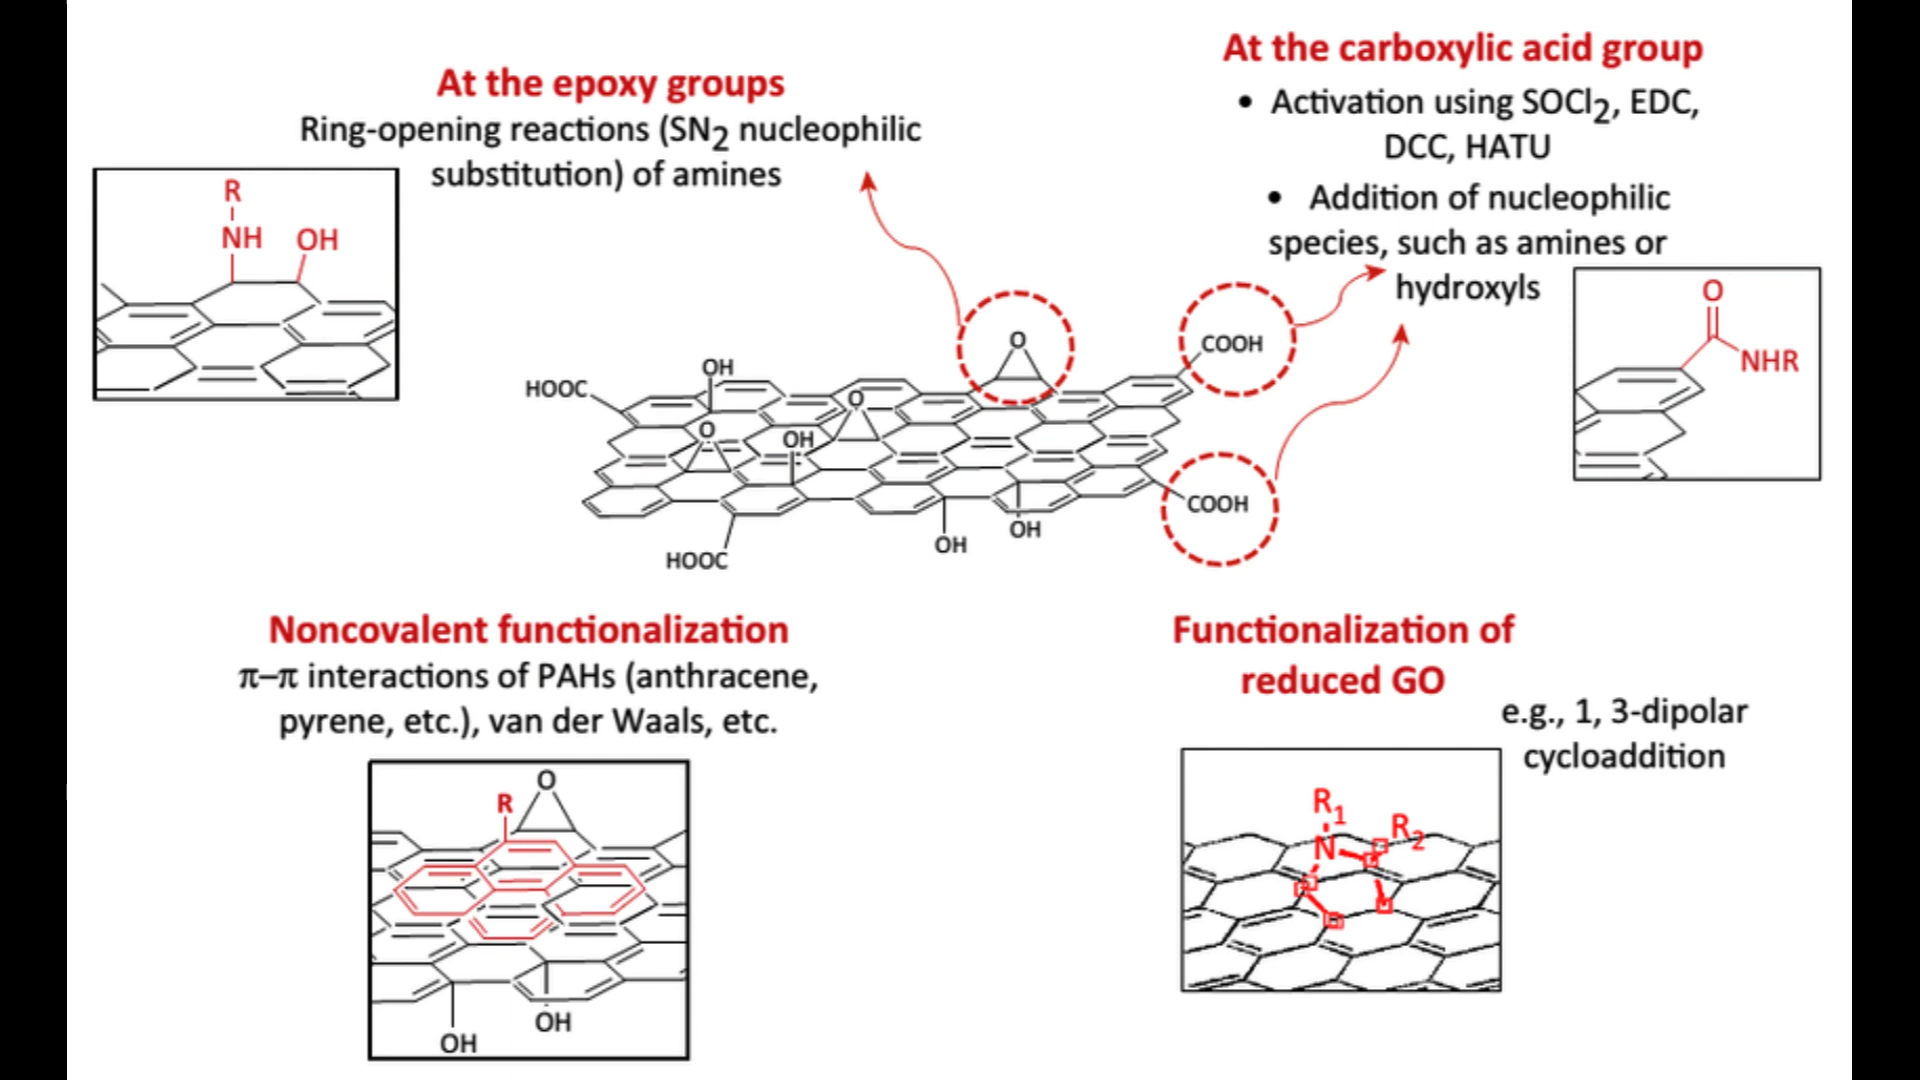 At the epoxy groups
Ring-opening reactions (SN2 nucleophilic
substitution) of amines
R
NH
OH
At the carboxylic acid group
• Activation using SOCl2, EDC,
DCC, HATU
• Addition of nucleophilic
species, such as amines or
hydroxyls
O
NHR
O
COOH
HOOC
OH
O
O
OH
COOH
OH
OH
HOOC
Noncovalent functionalization
π–π interactions of PAHs (anthracene,
pyrene, etc.), van der Waals, etc.
O
R
OH
OH
Functionalization of
reduced GO
e.g., 1, 3-dipolar
cycloaddition
R1
R2
N